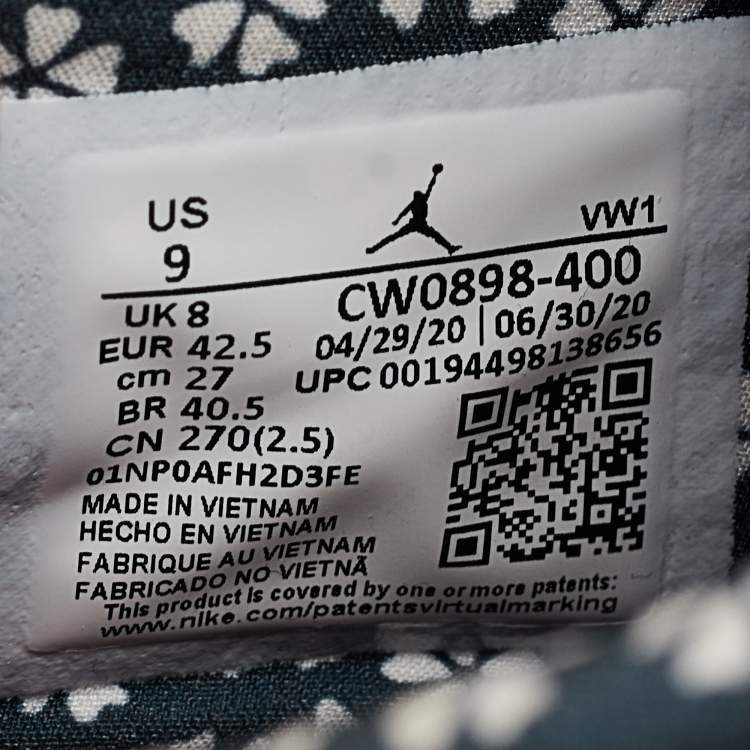 US
9
VW1
UK 8
CW0898-400
EUR 42.5
04/29/20 | 06/30/20
cm 27
UPC 00194498138656
BR 40.5
CN 270(2.5)
01NP0AFH2D3FE
MADE IN VIETNAM
HECHO EN VIETNAM
FABRIQUE AU VIETNAM
FABRICADO NO VIETNÃ
This product is covered by one or more patents:
www.nike.com/patentsvirtualmarking